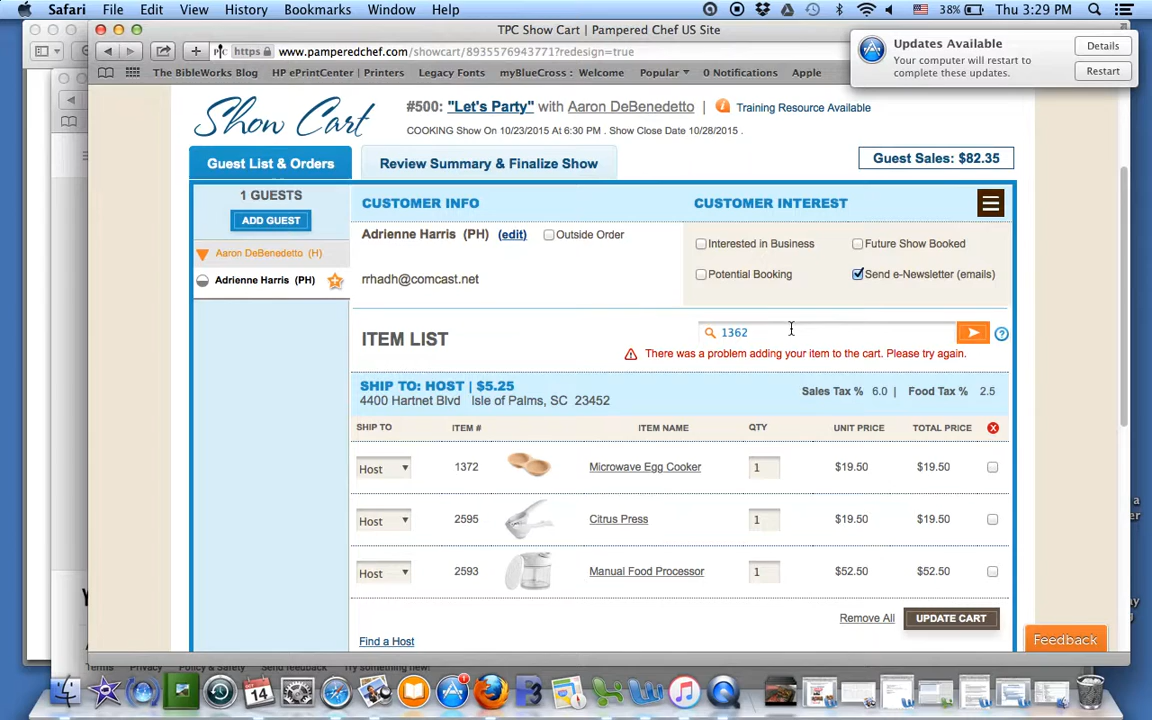 Safari File Edit View History Bookmarks Window Help 38% Thu 3:29 PM
TPC Show Cart | Pampered Chef US Site
https www.pamperedchef.com/showcart/8935576943771?redesign=true
The BibleWorks Blog HP ePrintCenter | Printers Legacy Fonts myBlueCross : Welcome Popular 0 Notifications Apple
Updates Available
Your computer will restart to
complete these updates.
Details
Restart
Show Cart
#500: "Let's Party" with Aaron DeBenedetto | Training Resource Available
COOKING Show On 10/23/2015 At 6:30 PM . Show Close Date 10/28/2015 .
Guest List & Orders Review Summary & Finalize Show Guest Sales: $82.35
1 GUESTS
ADD GUEST
Aaron DeBenedetto (H)
Adrienne Harris (PH)
CUSTOMER INFO CUSTOMER INTEREST
Adrienne Harris (PH) (edit) Outside Order
rrhadh@comcast.net
Interested in Business Future Show Booked
Potential Booking Send e-Newsletter (emails)
ITEM LIST 1362
There was a problem adding your item to the cart. Please try again.
SHIP TO: HOST | $5.25
4400 Hartnet Blvd Isle of Palms, SC 23452
Sales Tax % 6.0 | Food Tax % 2.5
SHIP TO ITEM # ITEM NAME QTY UNIT PRICE TOTAL PRICE
Host 1372 Microwave Egg Cooker 1 $19.50 $19.50
Host 2595 Citrus Press 1 $19.50 $19.50
Host 2593 Manual Food Processor 1 $52.50 $52.50
Remove All UPDATE CART
Find a Host
Feedback
Terms Privacy Policy & Safety Send feedback Try something new!
14
1